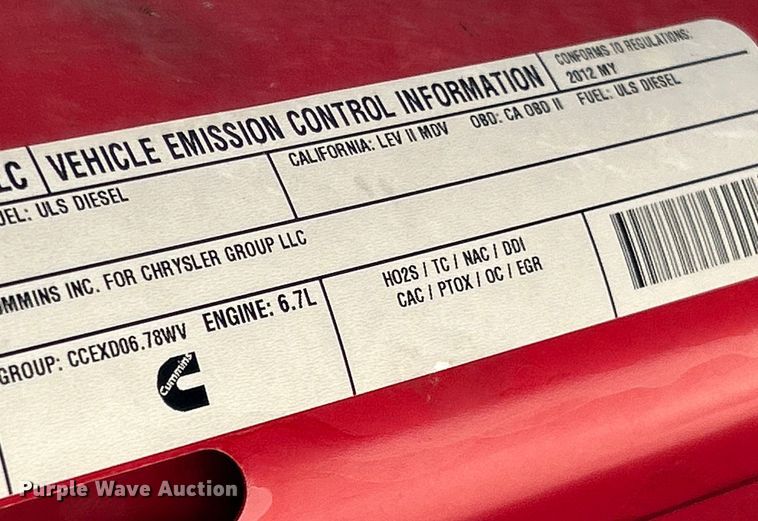 LC VEHICLE EMISSION CONTROL INFORMATION
CONFORMS TO REGULATIONS:
2012 MY
UEL: ULS DIESEL
CALIFORNIA: LEV II MDV OBD: CA OBD II FUEL: ULS DIESEL
UMMINS INC. FOR CHRYSLER GROUP LLC
GROUP: CCEXD06.78WV ENGINE: 6.7L
HO2S / TC / NAC / DDI
CAC / PTOX / OC / EGR
Cummins
Purple Wave Auction